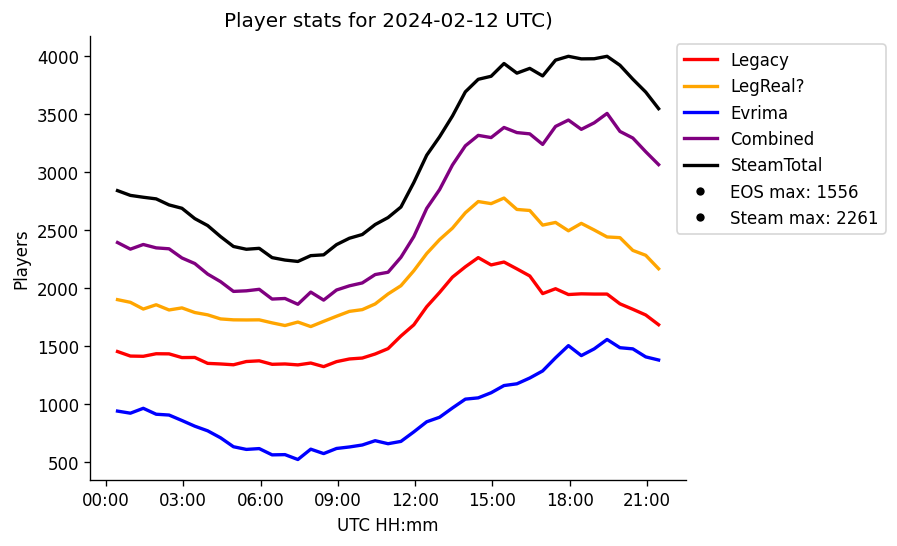 Player stats for 2024-02-12 UTC)
Players
4000
3500
3000
2500
2000
1500
1000
500
00:00 03:00 06:00 09:00 12:00 15:00 18:00 21:00
UTC HH:mm
Legacy
LegReal?
Evrima
Combined
SteamTotal
EOS max: 1556
Steam max: 2261